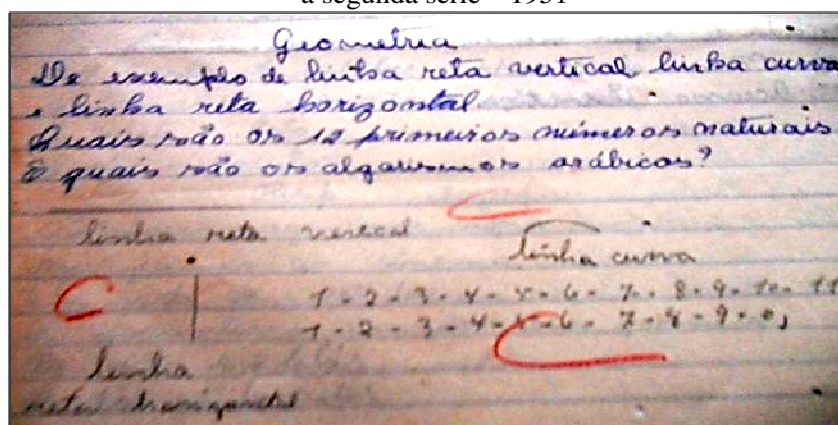 a segunda série – 1931
Geometria
De exemplo de linha reta vertical, linha curva
e linha reta horizontal.
Quais são os 12 primeiros números naturais
E quais são os algarismos arábicos?
linha reta vertical
linha curva
1 - 2 - 3 - 4 - 5 - 6 - 7 - 8 - 9 - 10 - 11
1 - 2 - 3 - 4 - 5 - 6 - 7 - 8 - 9 - 0,
linha
reta horizontal